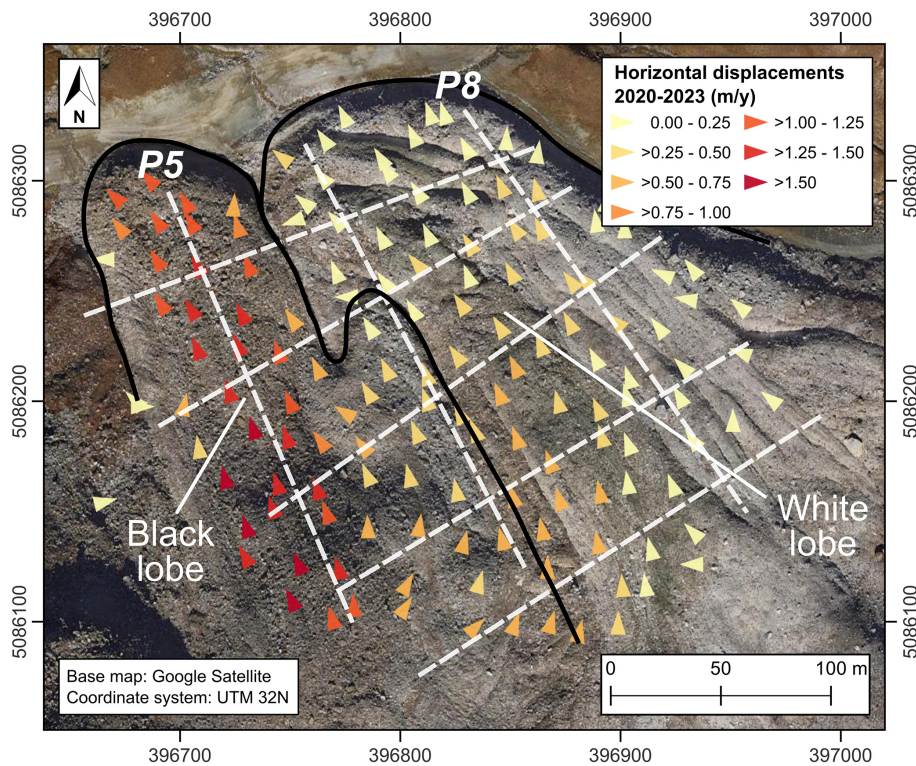 396700 396800 396900 397000
P8
P5
N
Horizontal displacements
2020-2023 (m/y)
0.00 - 0.25
>0.25 - 0.50
>0.50 - 0.75
>0.75 - 1.00
>1.00 - 1.25
>1.25 - 1.50
>1.50
5086300 5086300
5086200 5086200
5086100 5086100
Black
lobe
White
lobe
Base map: Google Satellite
Coordinate system: UTM 32N
0 50 100 m
396700 396800 396900 397000